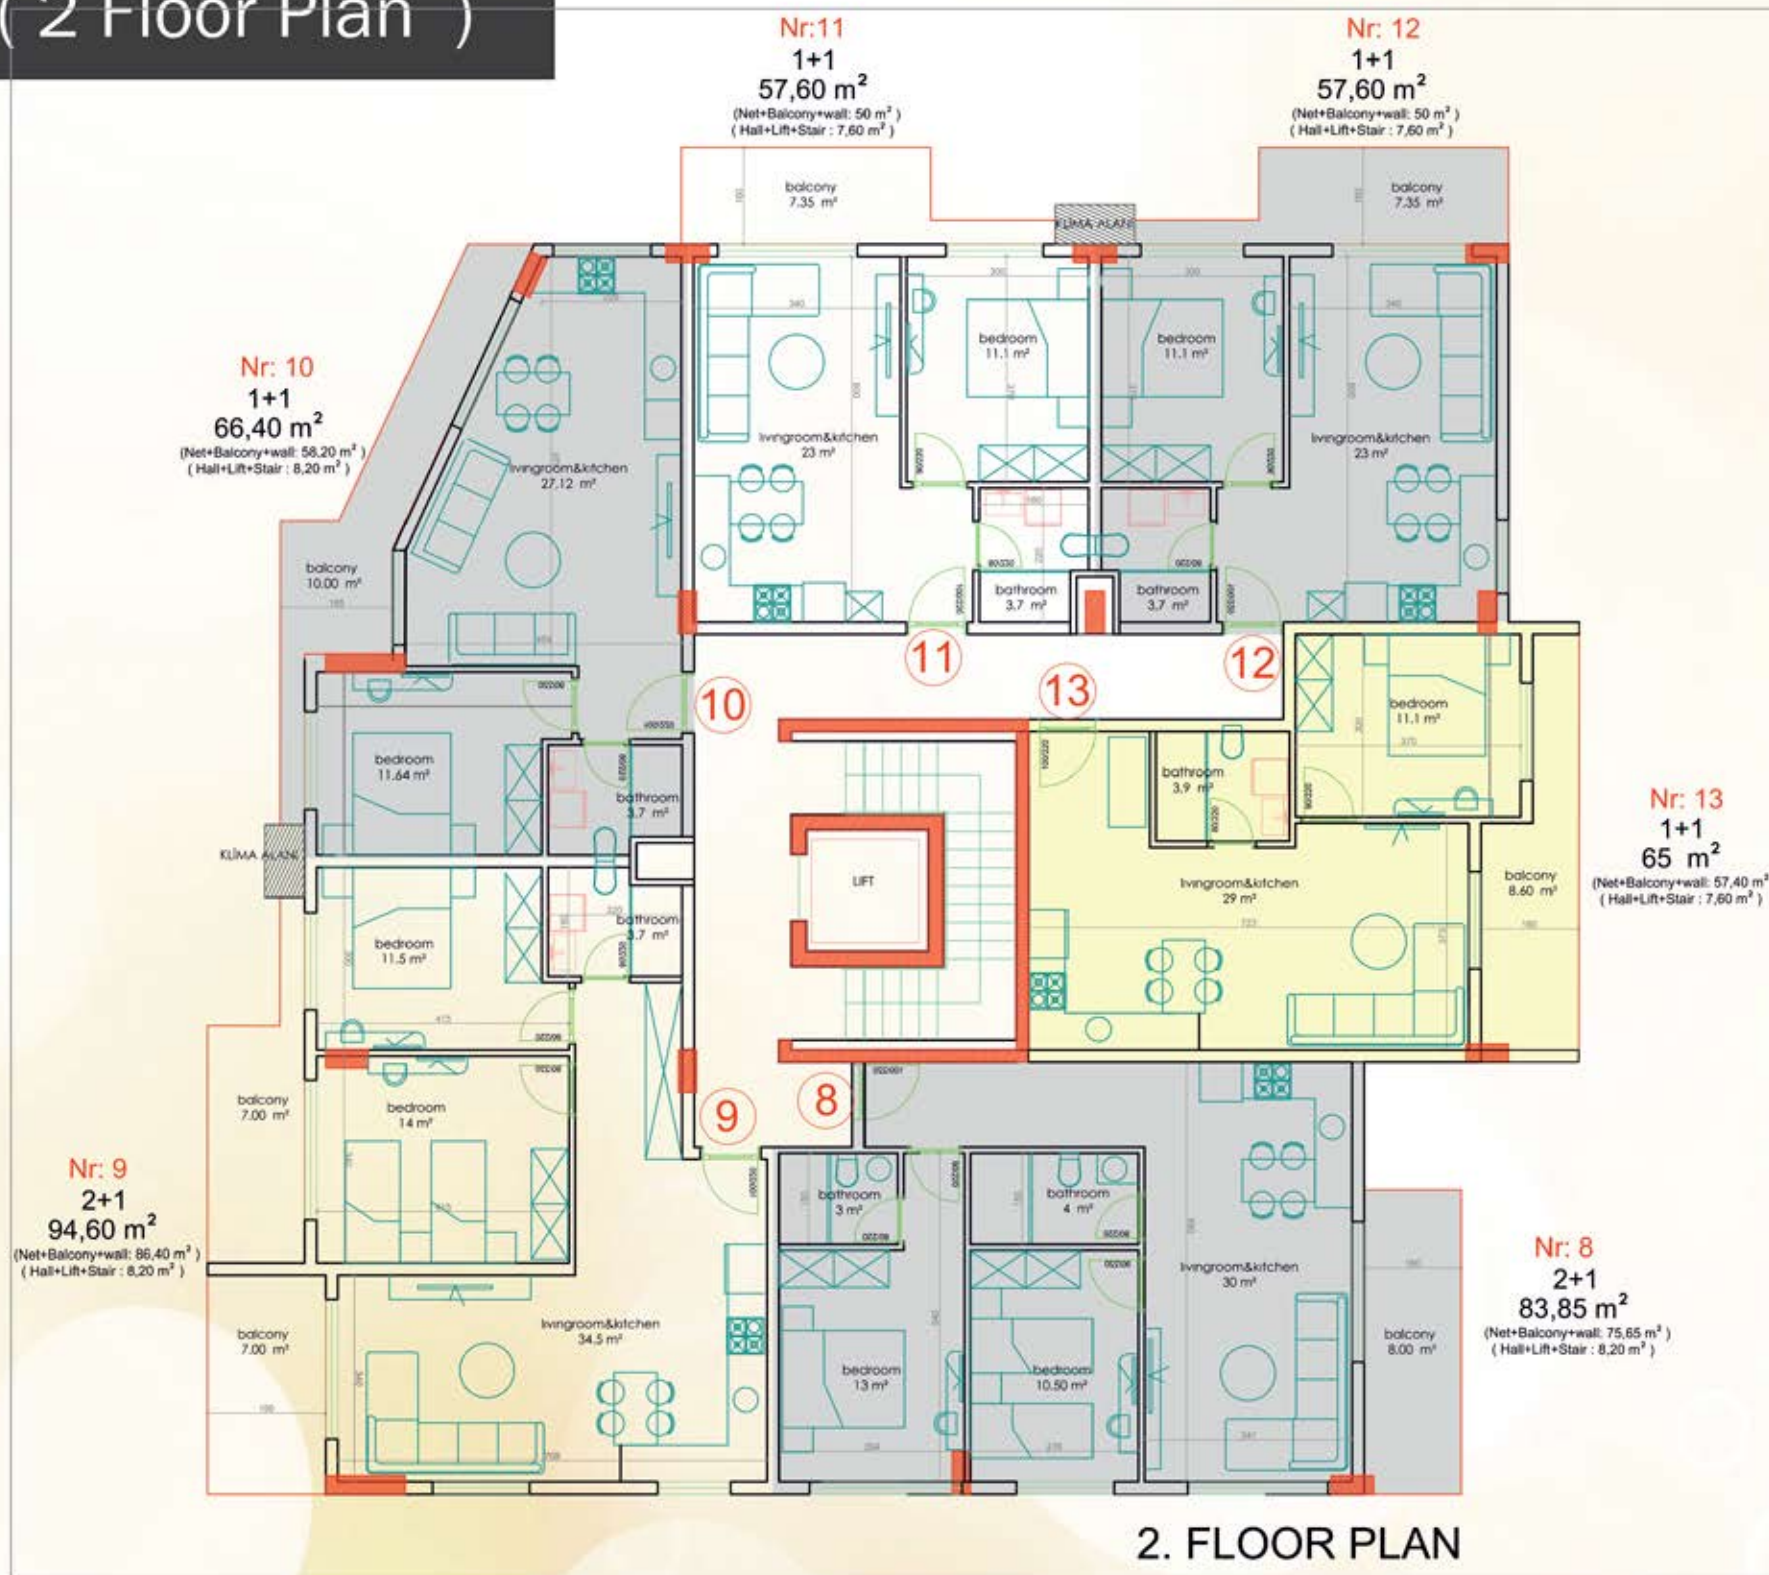 ( 2 Floor Plan )
Nr:11
1+1
57,60 m²
(Net+Balcony+wall: 50 m² )
( Hall+Lift+Stair : 7,60 m² )
Nr: 12
1+1
57,60 m²
(Net+Balcony+wall: 50 m² )
( Hall+Lift+Stair : 7,60 m² )
balcony
7.35 m²
balcony
7.35 m²
100
KLİMA ALANI
Nr: 10
1+1
66,40 m²
(Net+Balcony+wall: 58,20 m² )
( Hall+Lift+Stair : 8,20 m² )
livingroom&kitchen
27.12 m²
340
300
bedroom
11.1 m²
livingroom&kitchen
23 m²
300
bedroom
11.1 m²
340
livingroom&kitchen
23 m²
balcony
10.00 m²
bathroom
3.7 m²
bathroom
3.7 m²
11
12
13
10
bedroom
11.64 m²
bathroom
3.7 m²
KLİMA ALANI
LIFT
bathroom
3.9 m²
bedroom
11.1 m²
370
livingroom&kitchen
29 m²
723
balcony
8.60 m²
Nr: 13
1+1
65 m²
(Net+Balcony+wall: 57,40 m²
( Hall+Lift+Stair : 7,60 m² )
bedroom
11.5 m²
bathroom
3.7 m²
balcony
7.00 m²
bedroom
14 m²
9
8
Nr: 9
2+1
94,60 m²
(Net+Balcony+wall: 86,40 m² )
( Hall+Lift+Stair : 8,20 m² )
bathroom
3 m²
bathroom
4 m²
livingroom&kitchen
30 m²
Nr: 8
2+1
83,85 m²
(Net+Balcony+wall: 75,65 m² )
( Hall+Lift+Stair : 8,20 m² )
balcony
7.00 m²
livingroom&kitchen
34.5 m²
bedroom
13 m²
bedroom
10.50 m²
balcony
8.00 m²
2. FLOOR PLAN